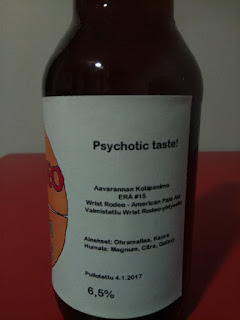 Psychotic taste!
Aavarannan Kotipanimo
ERÄ #15
Wrist Rodeo - American Pale Ale
Valmistettu Wrist Rodeo-yhtyeelle
Ainekset: Ohramallas, Kaura
Humala: Magnum, Citra, Galaxy
Pullotettu 4.1.2017
6,5%